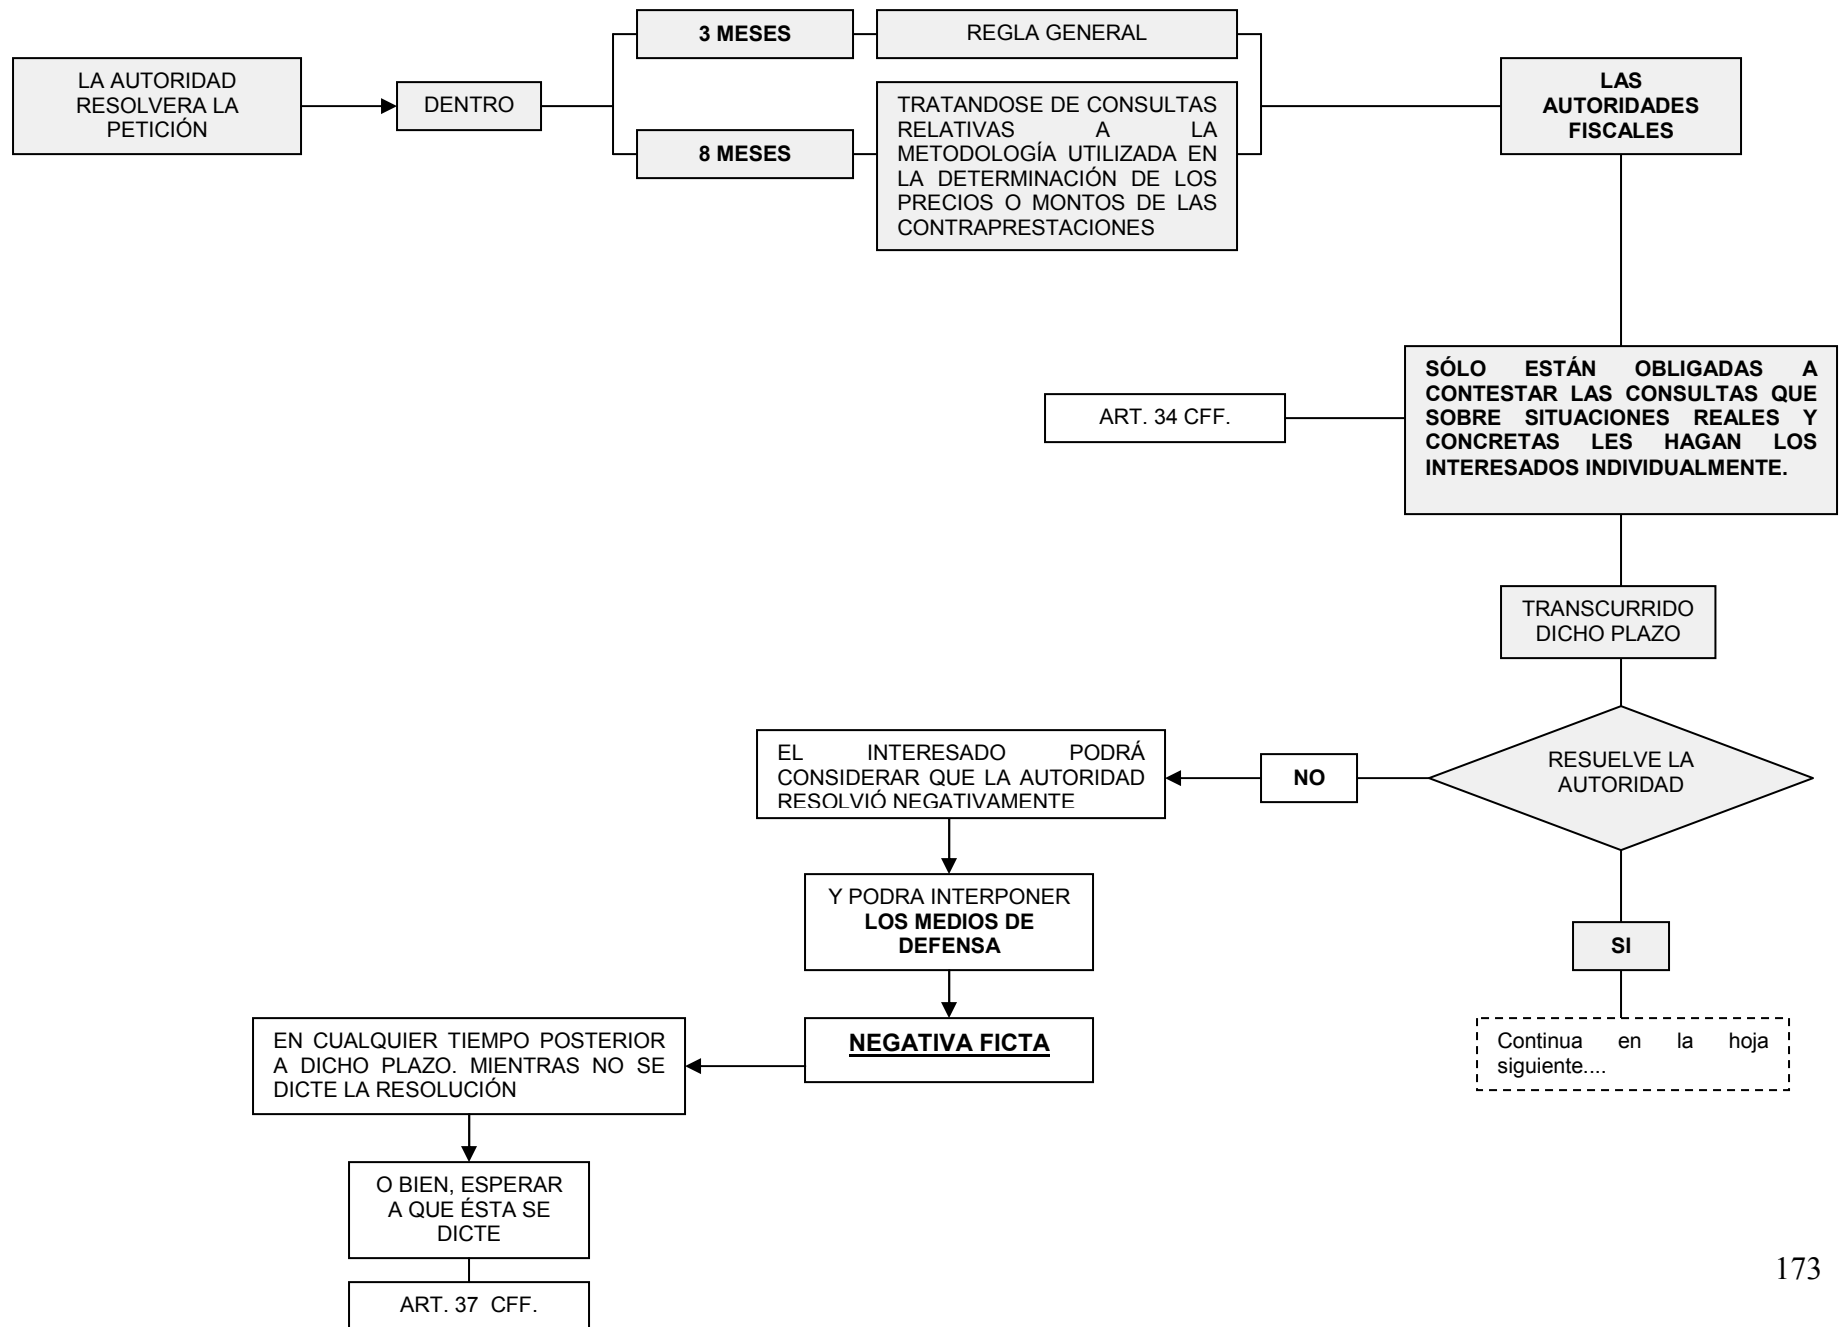 LA AUTORIDAD
RESOLVERA LA
PETICIÓN
DENTRO
3 MESES
REGLA GENERAL
8 MESES
TRATANDOSE DE CONSULTAS
RELATIVAS A LA
METODOLOGÍA UTILIZADA EN
LA DETERMINACIÓN DE LOS
PRECIOS O MONTOS DE LAS
CONTRAPRESTACIONES
LAS
AUTORIDADES
FISCALES
SÓLO ESTÁN OBLIGADAS A
CONTESTAR LAS CONSULTAS QUE
SOBRE SITUACIONES REALES Y
CONCRETAS LES HAGAN LOS
INTERESADOS INDIVIDUALMENTE.
ART. 34 CFF.
TRANSCURRIDO
DICHO PLAZO
RESUELVE LA
AUTORIDAD
NO
EL INTERESADO PODRÁ
CONSIDERAR QUE LA AUTORIDAD
RESOLVIÓ NEGATIVAMENTE
Y PODRA INTERPONER
LOS MEDIOS DE
DEFENSA
NEGATIVA FICTA
EN CUALQUIER TIEMPO POSTERIOR
A DICHO PLAZO. MIENTRAS NO SE
DICTE LA RESOLUCIÓN
O BIEN, ESPERAR
A QUE ÉSTA SE
DICTE
ART. 37 CFF.
SI
Continua en la hoja
siguiente....
173